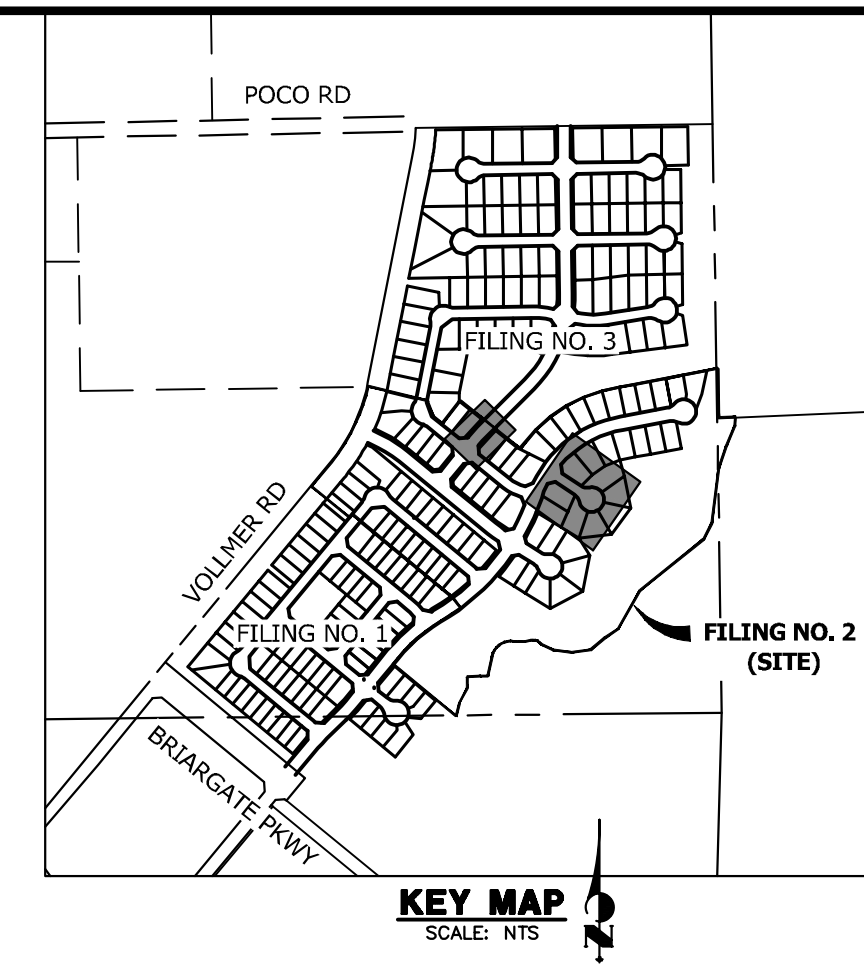 POCO RD
FILING NO. 3
VOLLMER RD
FILING NO. 1
FILING NO. 2
(SITE)
BRIARGATE PKWY
KEY MAP
SCALE: NTS
N